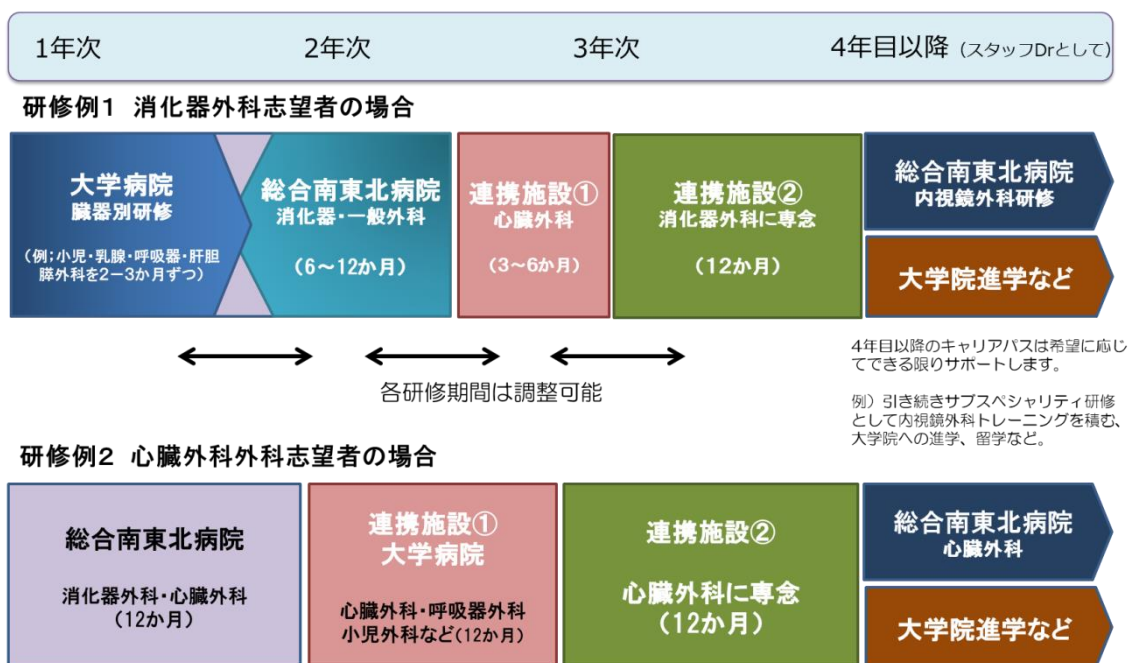 1年次 2年次 3年次 4年目以降 (スタッフDrとして)
研修例1 消化器外科志望者の場合
大学病院
臓器別研修
(例;小児・乳腺・呼吸器・肝胆
膵外科を2−3か月ずつ)
総合南東北病院
消化器・一般外科
(6~12か月)
連携施設①
心臓外科
(3~6か月)
連携施設②
消化器外科に専念
(12か月)
総合南東北病院
内視鏡外科研修
大学院進学など
各研修期間は調整可能
4年目以降のキャリアパスは希望に応じ
てできる限りサポートします。
例)引き続きサブスペシャリティ研修
として内視鏡外科トレーニングを積む、
大学院への進学、留学など。
研修例2 心臓外科外科志望者の場合
総合南東北病院
消化器外科・心臓外科
(12か月)
連携施設①
大学病院
心臓外科・呼吸器外科
小児外科など(12か月)
連携施設②
心臓外科に専念
(12か月)
総合南東北病院
心臓外科
大学院進学など